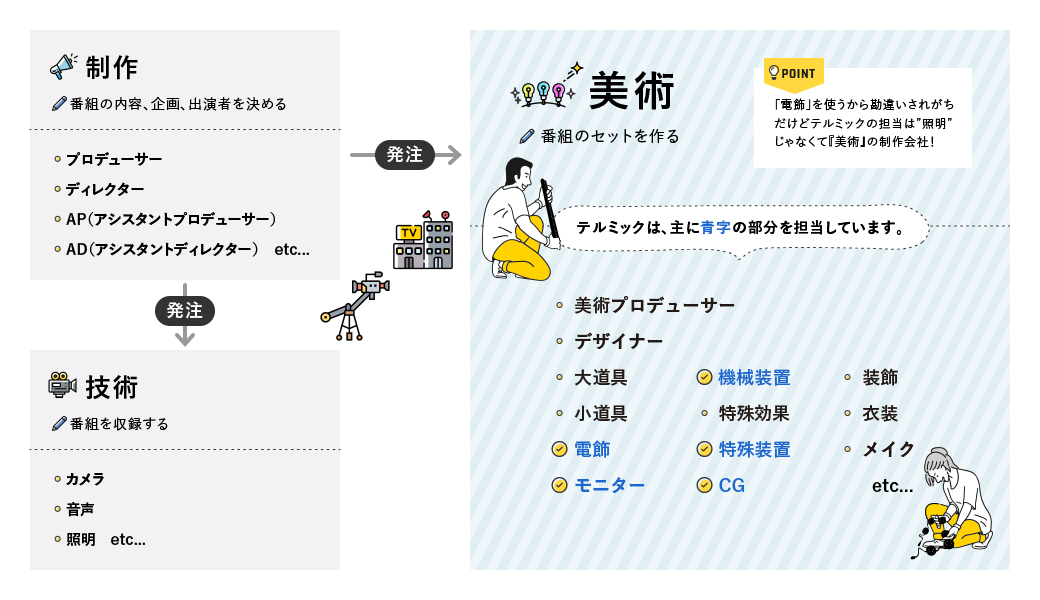 制作
番組の内容、企画、出演者を決める
プロデューサー
ディレクター
AP(アシスタントプロデューサー)
AD(アシスタントディレクター) etc...
発注
発注
TV
技術
番組を収録する
カメラ
音声
照明 etc...
美術
番組のセットを作る
POINT
「電飾」を使うから勘違いされがち
だけどテルミックの担当は"照明"
じゃなくて『美術』の制作会社!
テルミックは、主に青字の部分を担当しています。
美術プロデューサー
デザイナー
大道具 機械装置 装飾
小道具 特殊効果 衣装
電飾 特殊装置 メイク
モニター CG etc...